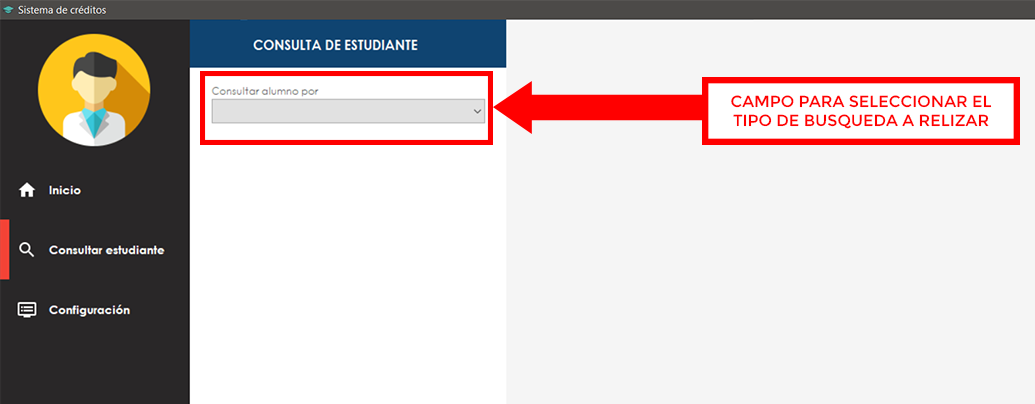 Sistema de créditos
CONSULTA DE ESTUDIANTE
Consultar alumno por
CAMPO PARA SELECCIONAR EL
TIPO DE BUSQUEDA A RELIZAR
Inicio
Consultar estudiante
Configuración